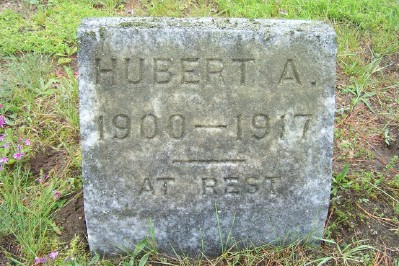 HUBERT A.
1900—1917
AT REST